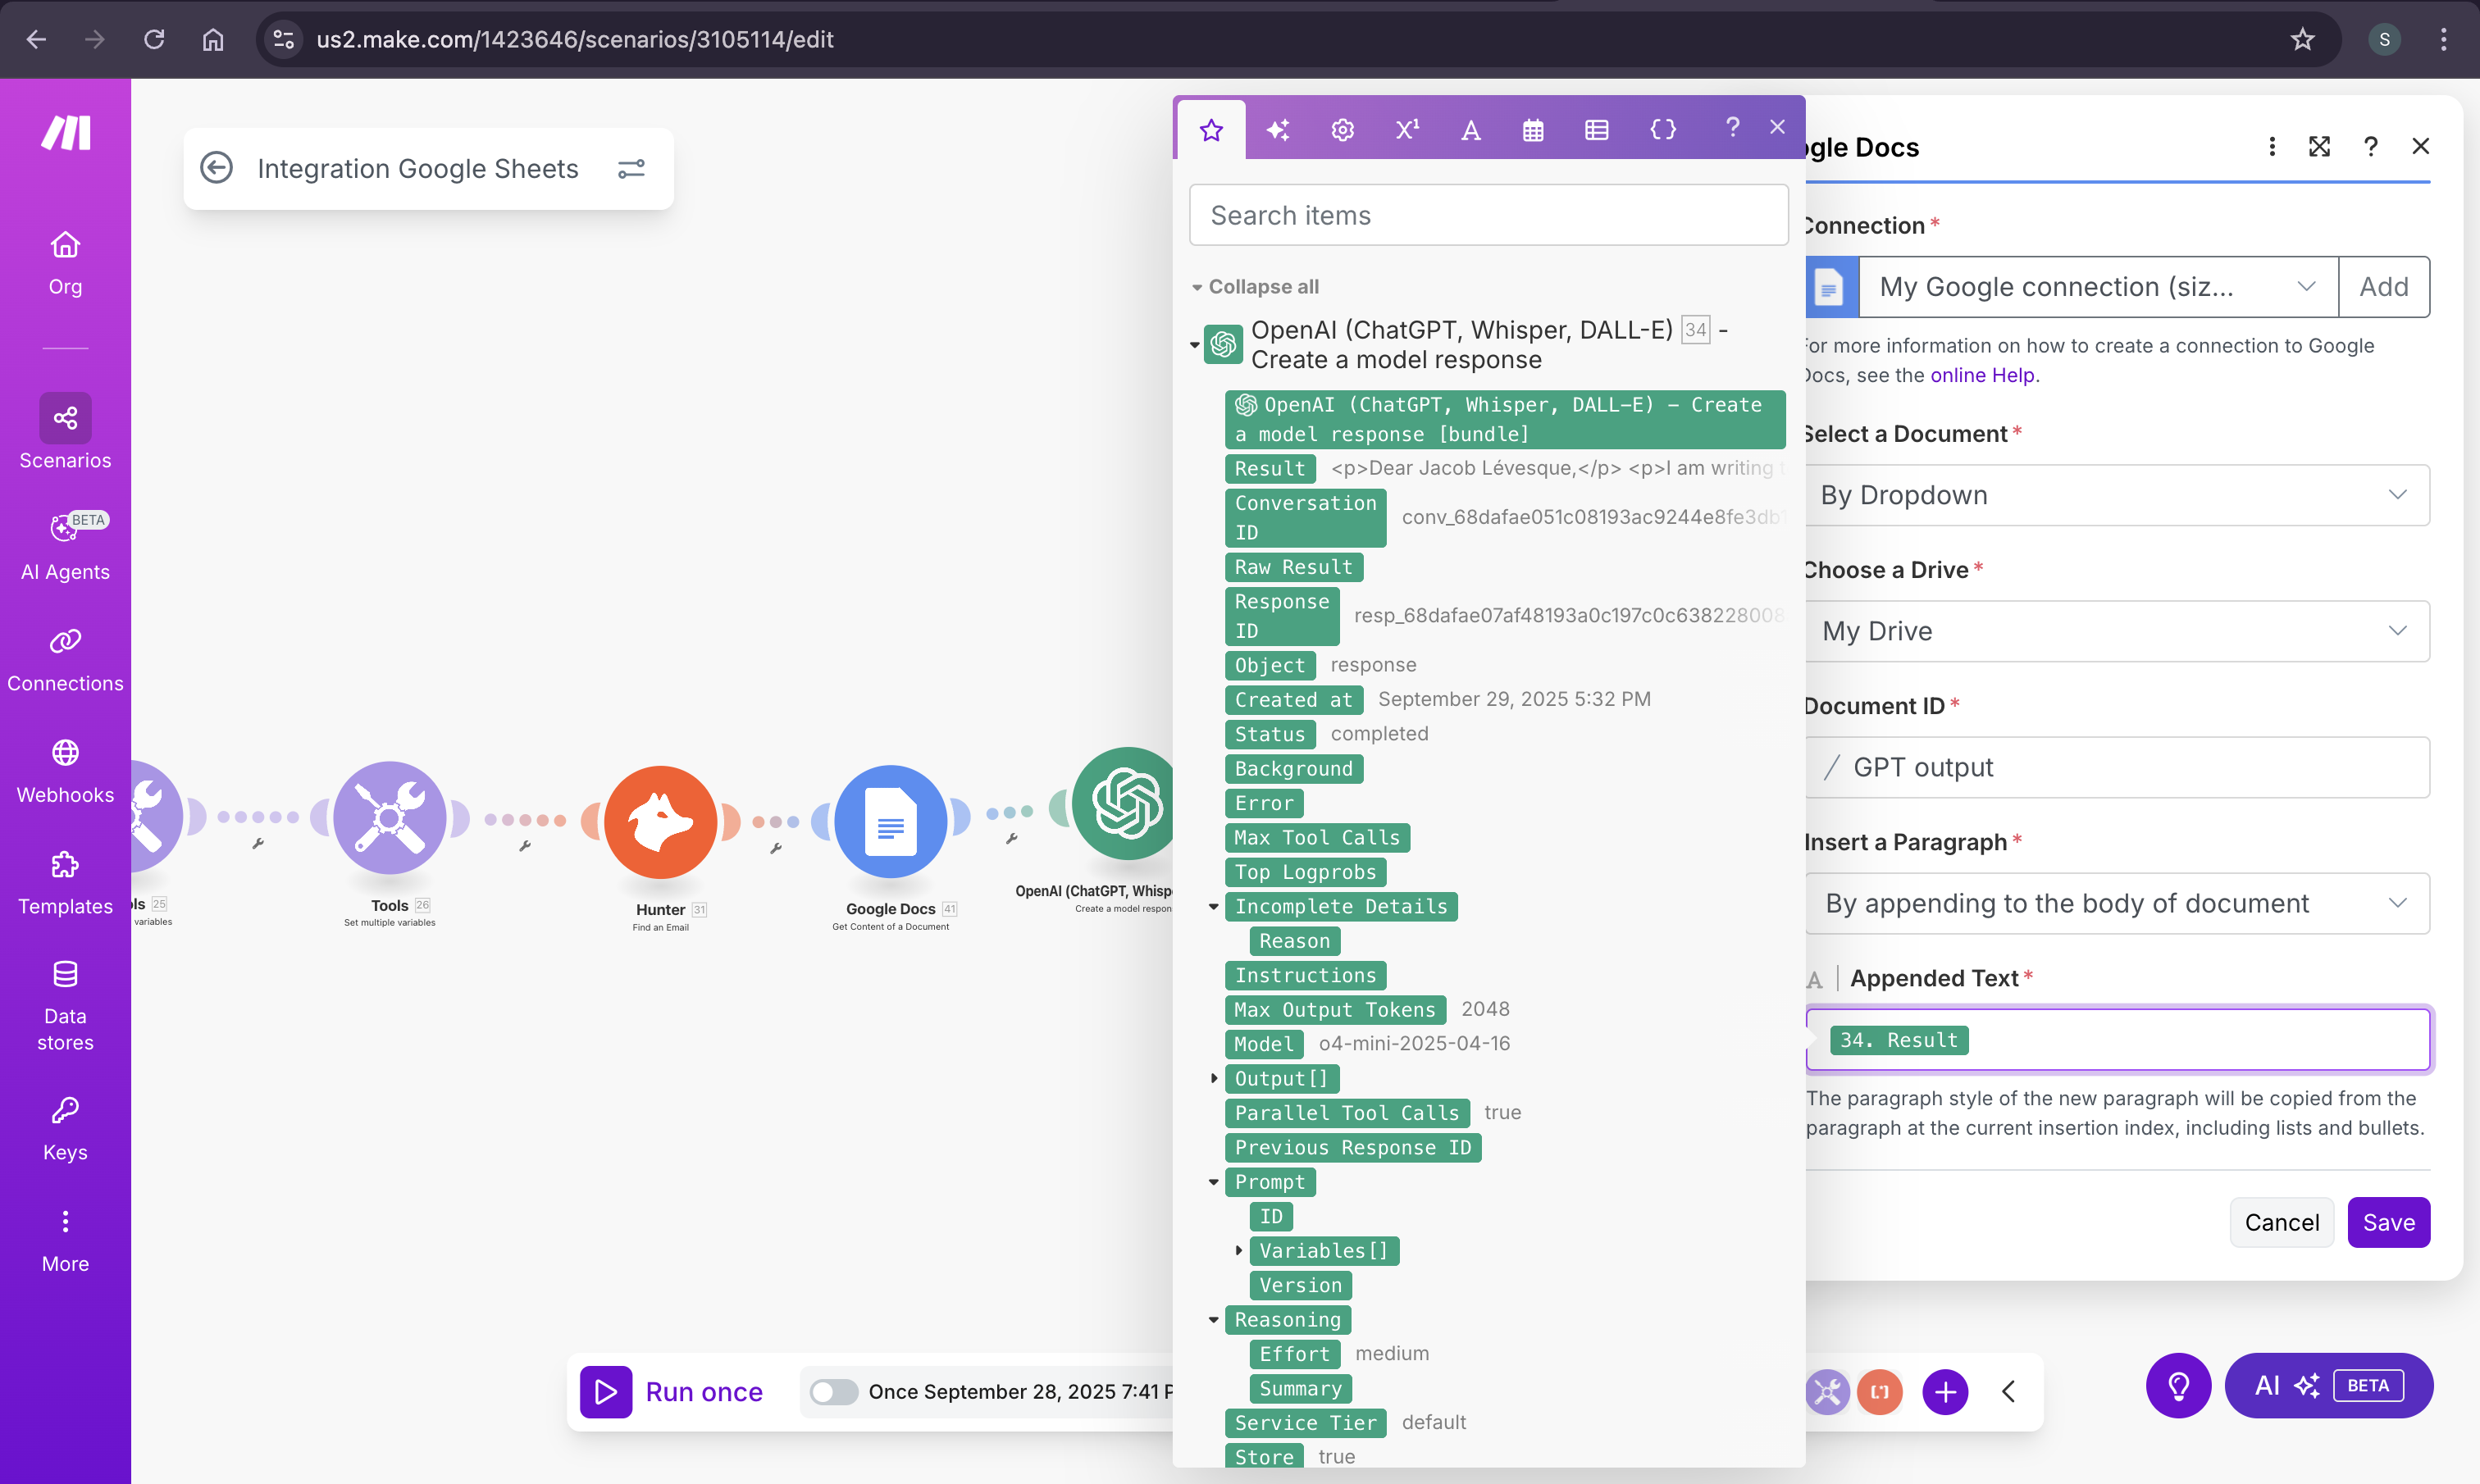 us2.make.com/1423646/scenarios/3105114/edit
S
Org
Scenarios
BETA
AI Agents
Connections
Webhooks
Templates
Data
stores
Keys
More
Integration Google Sheets
ls 25
variables
Tools 26
Set multiple variables
Hunter 31
Find an Email
Google Docs 41
Get Content of a Document
OpenAI (ChatGPT, Whisp
Create a model respon
Run once
Once September 28, 2025 7:41 P
Search items
Collapse all
OpenAI (ChatGPT, Whisper, DALL-E) 34 -
Create a model response
OpenAI (ChatGPT, Whisper, DALL-E) - Create
a model response [bundle]
Result <p>Dear Jacob Lévesque,</p> <p>I am writing t
Conversation
ID conv_68dafae051c08193ac9244e8fe3db
Raw Result
Response
ID resp_68dafae07af48193a0c197c0c638228008
Object response
Created at September 29, 2025 5:32 PM
Status completed
Background
Error
Max Tool Calls
Top Logprobs
Incomplete Details
Reason
Instructions
Max Output Tokens 2048
Model o4-mini-2025-04-16
Output[]
Parallel Tool Calls true
Previous Response ID
Prompt
ID
Variables[]
Version
Reasoning
Effort medium
Summary
Service Tier default
Store true
gle Docs
Connection *
My Google connection (siz...
Add
For more information on how to create a connection to Google
Docs, see the online Help.
Select a Document *
By Dropdown
Choose a Drive *
My Drive
Document ID *
/ GPT output
Insert a Paragraph *
By appending to the body of document
A | Appended Text *
34. Result
The paragraph style of the new paragraph will be copied from the
paragraph at the current insertion index, including lists and bullets.
Cancel
Save
AI BETA